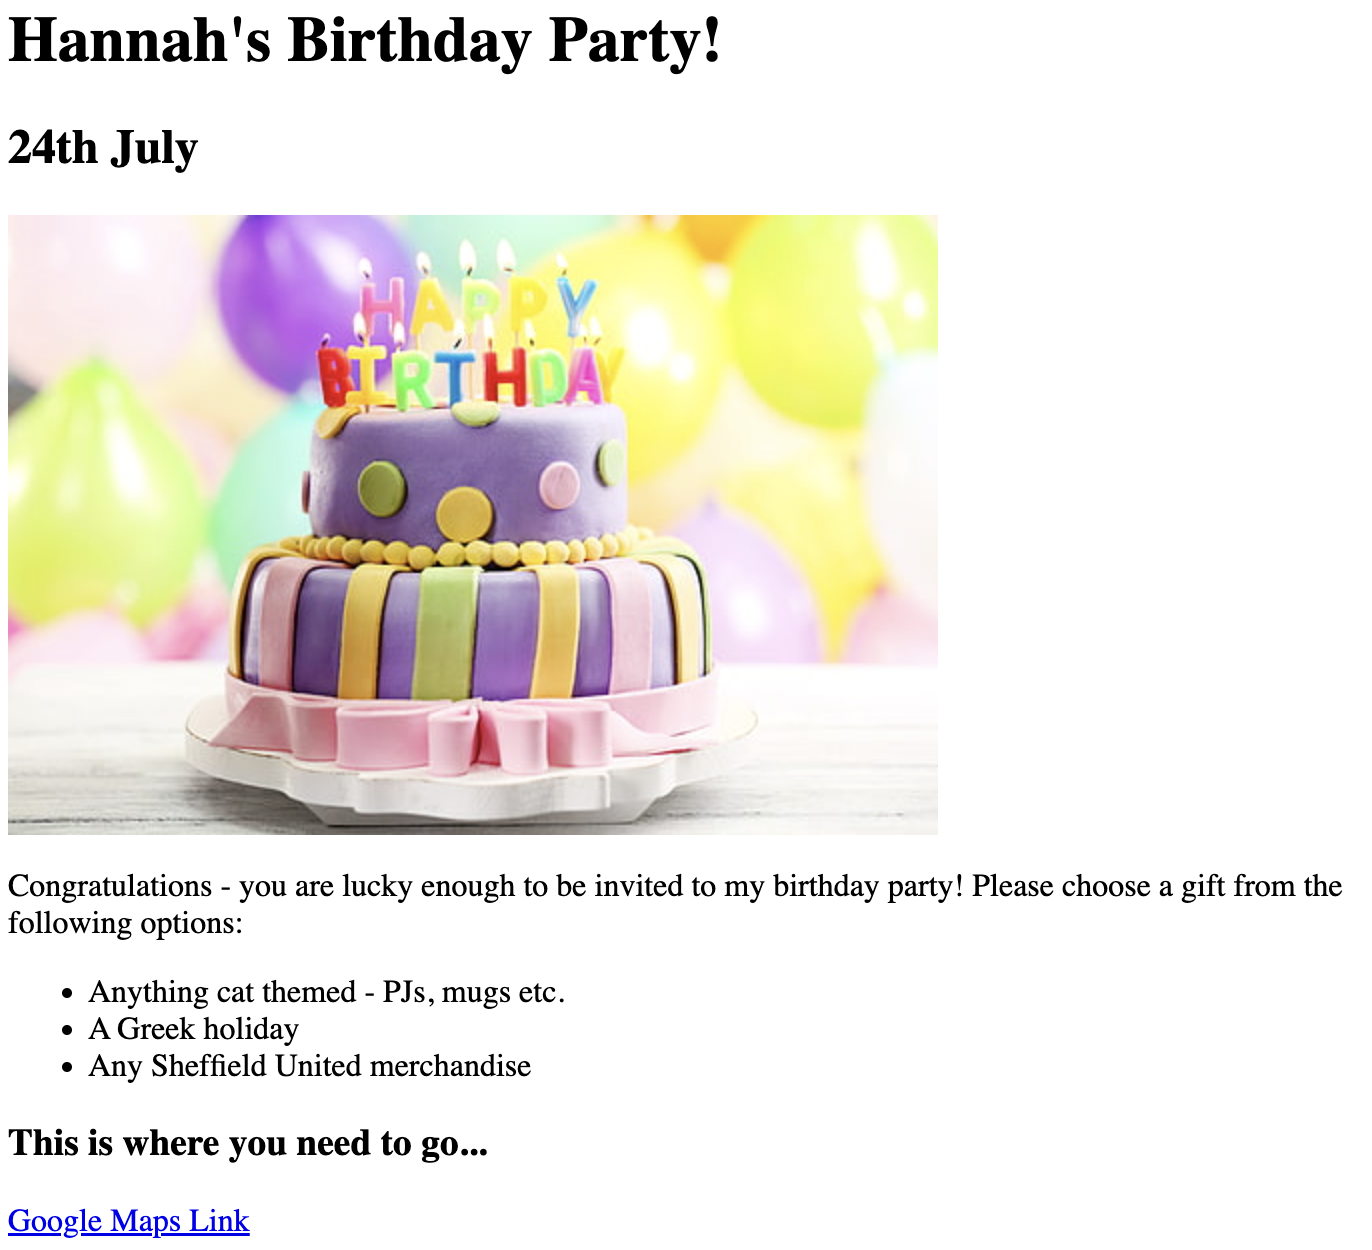 Hannah's Birthday Party!
24th July
HAPPY
BIRTHDAY
Congratulations - you are lucky enough to be invited to my birthday party! Please choose a gift from the
following options:
• Anything cat themed - PJs, mugs etc.
• A Greek holiday
• Any Sheffield United merchandise
This is where you need to go...
Google Maps Link